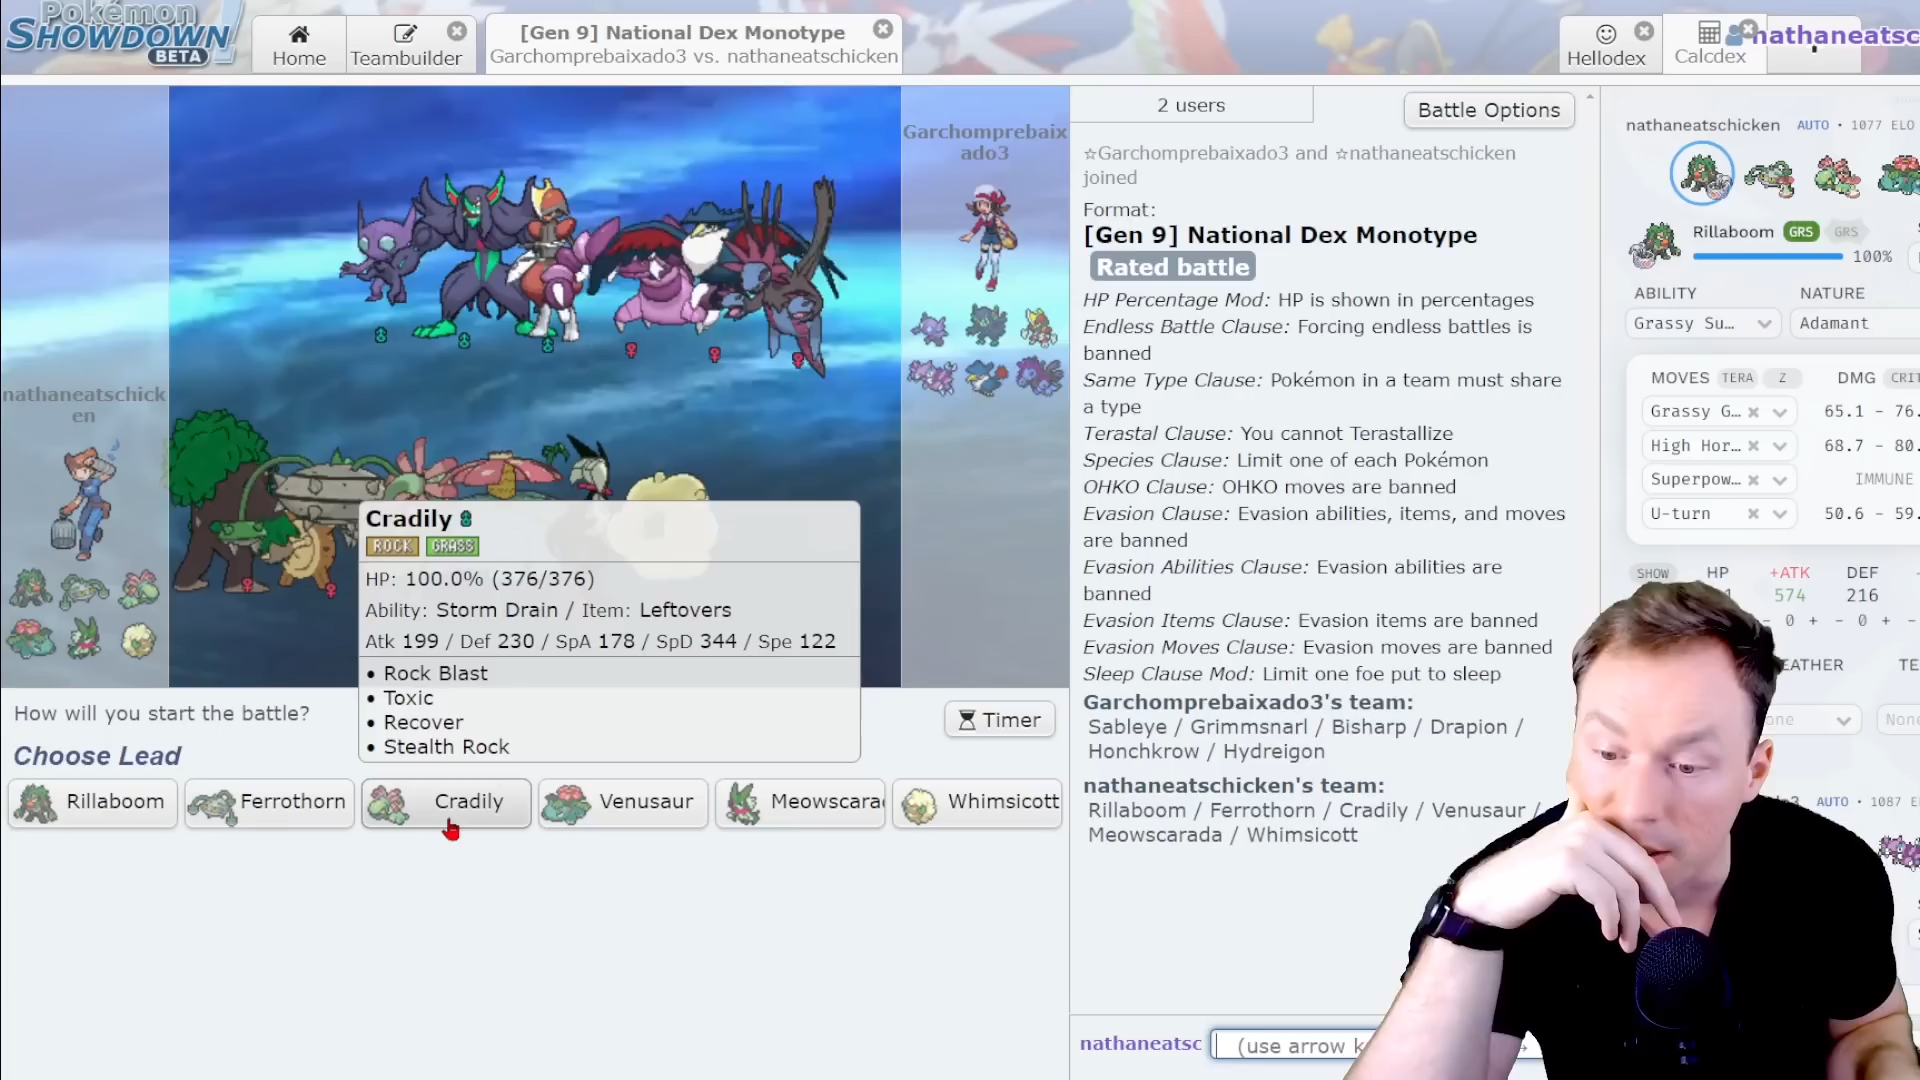 Pokémon
SHOWDOWN
BETA
Home
Teambuilder
[Gen 9] National Dex Monotype
Garchomprebaixado3 vs. nathaneatschicken
Hellodex
Calcdex
nathaneatsc
nathaneatschick
en
Garchomprebaix
ado3
Cradily
ROCK GRASS
HP: 100.0% (376/376)
Ability: Storm Drain / Item: Leftovers
Atk 199 / Def 230 / SpA 178 / SpD 344 / Spe 122
• Rock Blast
• Toxic
• Recover
• Stealth Rock
How will you start the battle?
Timer
Choose Lead
Rillaboom
Ferrothorn
Cradily
Venusaur
Meowscara
Whimsicott
2 users
Battle Options
☆Garchomprebaixado3 and ☆nathaneatschicken
joined
Format:
[Gen 9] National Dex Monotype
Rated battle
HP Percentage Mod: HP is shown in percentages
Endless Battle Clause: Forcing endless battles is
banned
Same Type Clause: Pokémon in a team must share
a type
Terastal Clause: You cannot Terastallize
Species Clause: Limit one of each Pokémon
OHKO Clause: OHKO moves are banned
Evasion Clause: Evasion abilities, items, and moves
are banned
Evasion Abilities Clause: Evasion abilities are
banned
Evasion Items Clause: Evasion items are banned
Evasion Moves Clause: Evasion moves are banned
Sleep Clause Mod: Limit one foe put to sleep
Garchomprebaixado3's team:
Sableye / Grimmsnarl / Bisharp / Drapion /
Honchkrow / Hydreigon
nathaneatschicken's team:
Rillaboom / Ferrothorn / Cradily / Venusaur /
Meowscarada / Whimsicott
nathaneatsc
(use arrow k
nathaneatschicken AUTO • 1077 ELO
Rillaboom GRS GRS
100%
ABILITY NATURE
Grassy Su... Adamant
MOVES TERA Z DMG CRIT
Grassy G... 65.1 - 76.
High Hor... 68.7 - 80.
Superpow... IMMUNE
U-turn 50.6 - 59.
SHOW HP +ATK DEF
574 216
- 0 + - 0 + -
EATHER TE
one None
AUTO • 1087 E